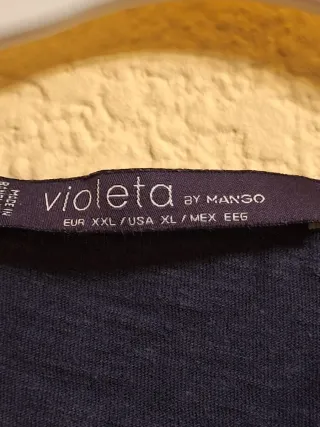 violeta BY MANGO
EUR XXL / USA XL / MEX EEG
MADE IN